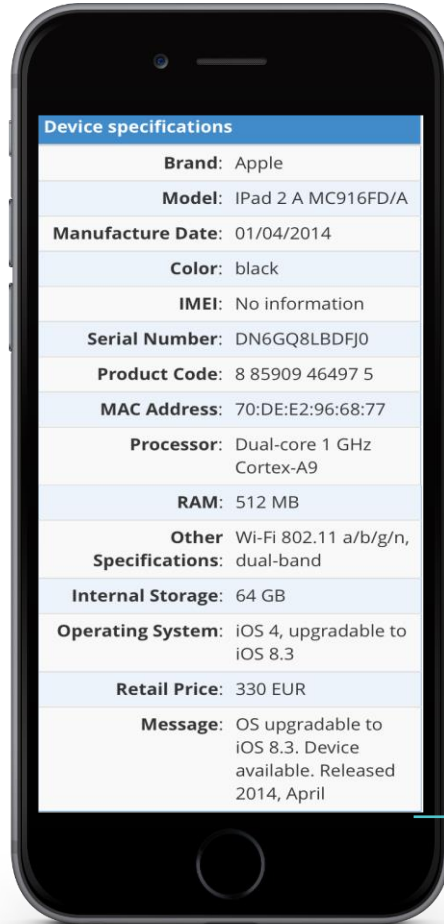 Device specifications
Brand: Apple
Model: IPad 2 A MC916FD/A
Manufacture Date: 01/04/2014
Color: black
IMEI: No information
Serial Number: DN6GQ8LBDFJ0
Product Code: 8 85909 46497 5
MAC Address: 70:DE:E2:96:68:77
Processor: Dual-core 1 GHz
Cortex-A9
RAM: 512 MB
Other Wi-Fi 802.11 a/b/g/n,
Specifications: dual-band
Internal Storage: 64 GB
Operating System: iOS 4, upgradable to
iOS 8.3
Retail Price: 330 EUR
Message: OS upgradable to
iOS 8.3. Device
available. Released
2014, April